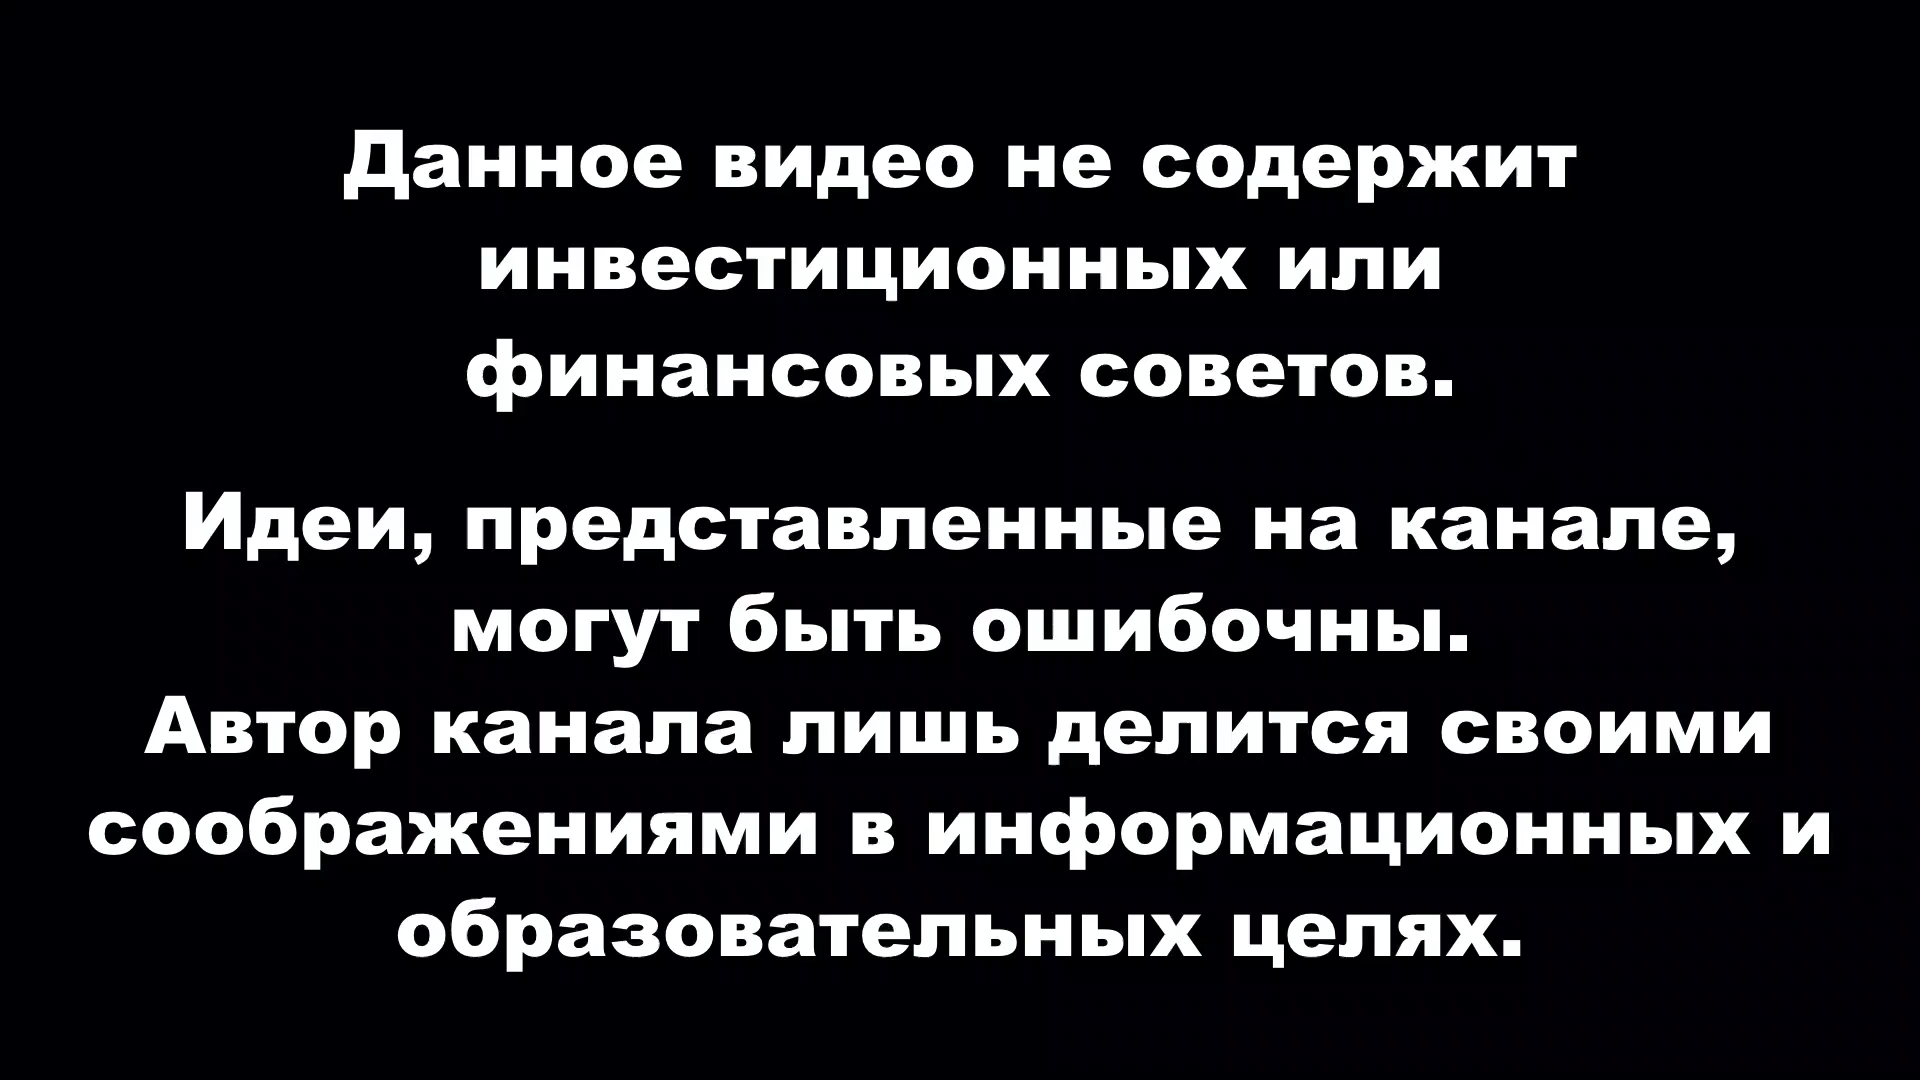 Данное видео не содержит
инвестиционных или
финансовых советов.
Идеи, представленные на канале,
могут быть ошибочны.
Автор канала лишь делится своими
соображениями в информационных и
образовательных целях.